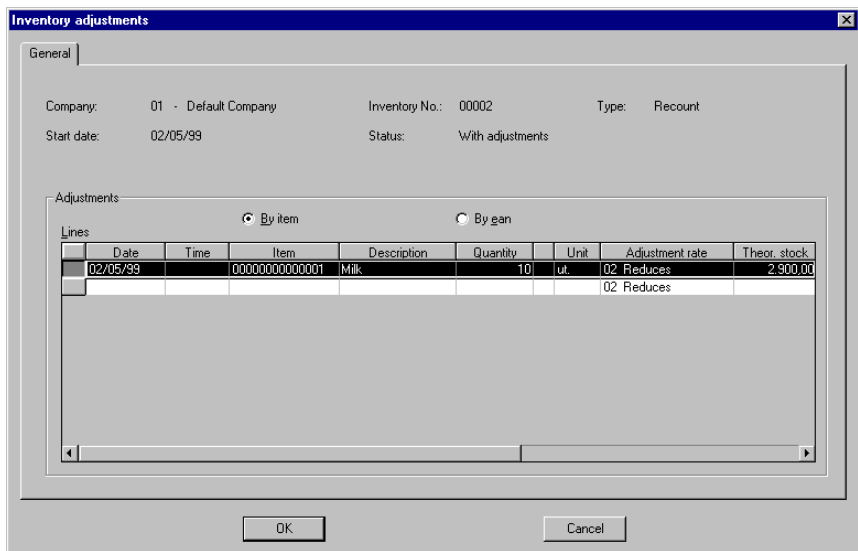 Inventory adjustments
General
Company: 01 - Default Company Inventory No.: 00002 Type: Recount
Start date: 02/05/99 Status: With adjustments
Adjustments
By item By ean
Lines
Date Time Item Description Quantity Unit Adjustment rate Theor. stock
02/05/99 00000000000001 Milk 10 ut. 02 Reduces 2.900,00
02 Reduces
OK Cancel